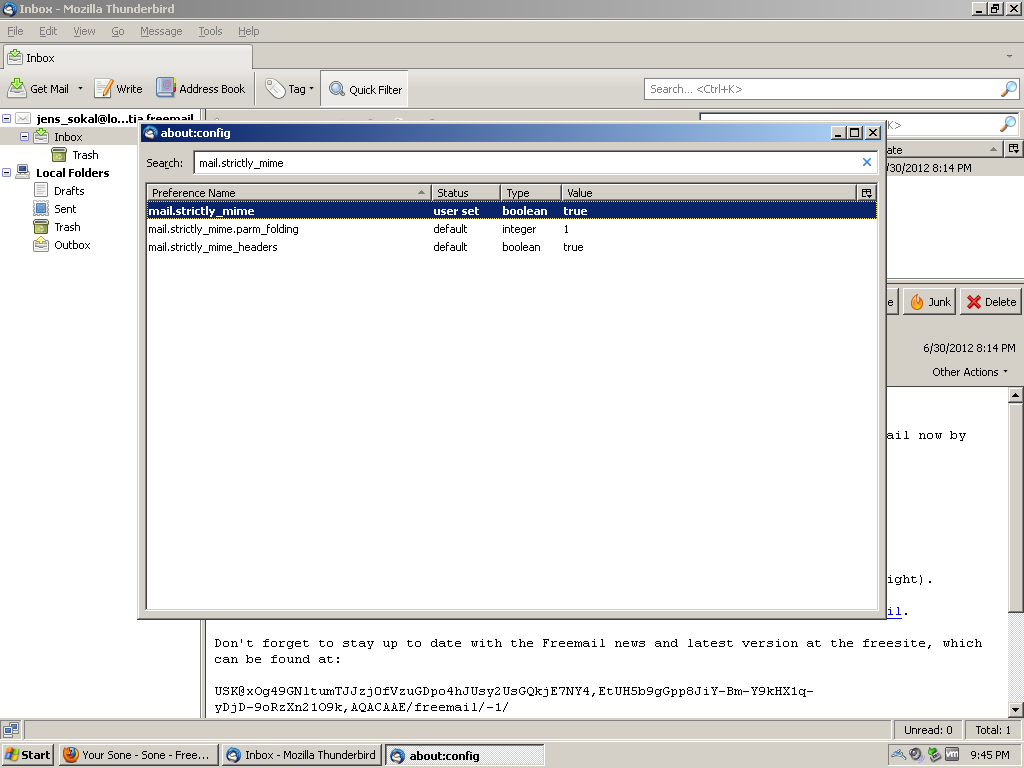 Inbox - Mozilla Thunderbird
File Edit View Go Message Tools Help
Inbox
Get Mail Write Address Book Tag Quick Filter Search... <Ctrl+K>
jens_sokal@lo...tia.freemail
Inbox
Trash
Local Folders
Drafts
Sent
Trash
Outbox
K>
ate
/30/2012 8:14 PM
about:config
Search: mail.strictly_mime
Preference Name Status Type Value
mail.strictly_mime user set boolean true
mail.strictly_mime.parm_folding default integer 1
mail.strictly_mime_headers default boolean true
e Junk Delete
6/30/2012 8:14 PM
Other Actions
ail now by
ight).
il.
Don't forget to stay up to date with the Freemail news and latest version at the freesite, which
can be found at:
USK@xOg49GNltumTJJzj0fVzuGDpo4hJUsy2UsGQkjE7NY4,EtUH5b9gGpp8JiY-Bm-Y9kHX1q-
yDjD-9oRzXn21O9k,AQACAAE/freemail/-1/
Unread: 0 Total: 1
Start Your Sone - Sone - Free... Inbox - Mozilla Thunderbird about:config 9:45 PM